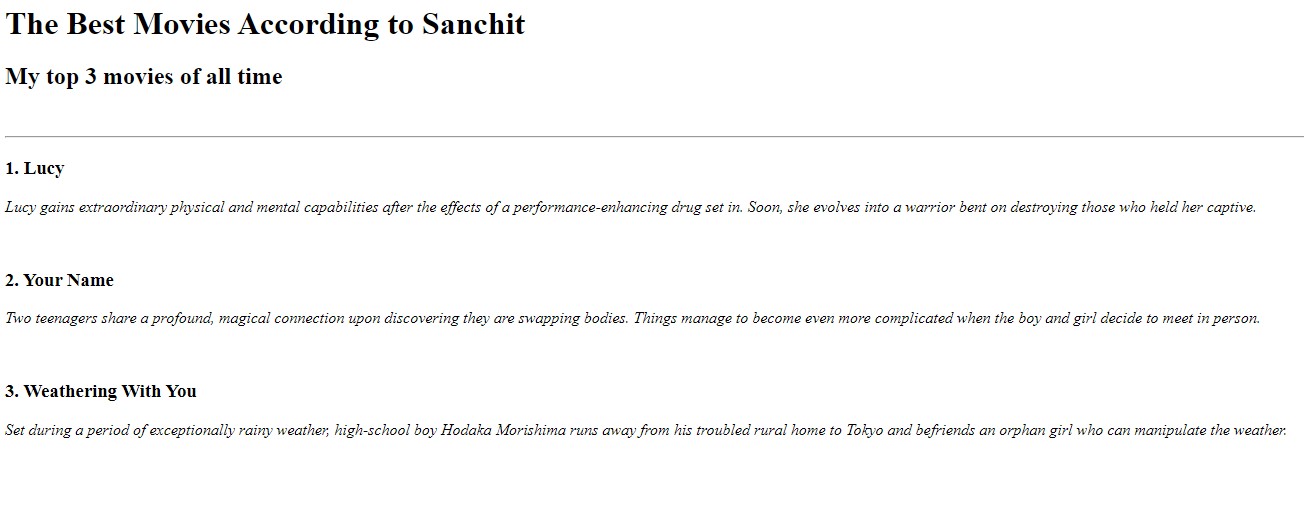 The Best Movies According to Sanchit
My top 3 movies of all time
1. Lucy
Lucy gains extraordinary physical and mental capabilities after the effects of a performance-enhancing drug set in. Soon, she evolves into a warrior bent on destroying those who held her captive.
2. Your Name
Two teenagers share a profound, magical connection upon discovering they are swapping bodies. Things manage to become even more complicated when the boy and girl decide to meet in person.
3. Weathering With You
Set during a period of exceptionally rainy weather, high-school boy Hodaka Morishima runs away from his troubled rural home to Tokyo and befriends an orphan girl who can manipulate the weather.